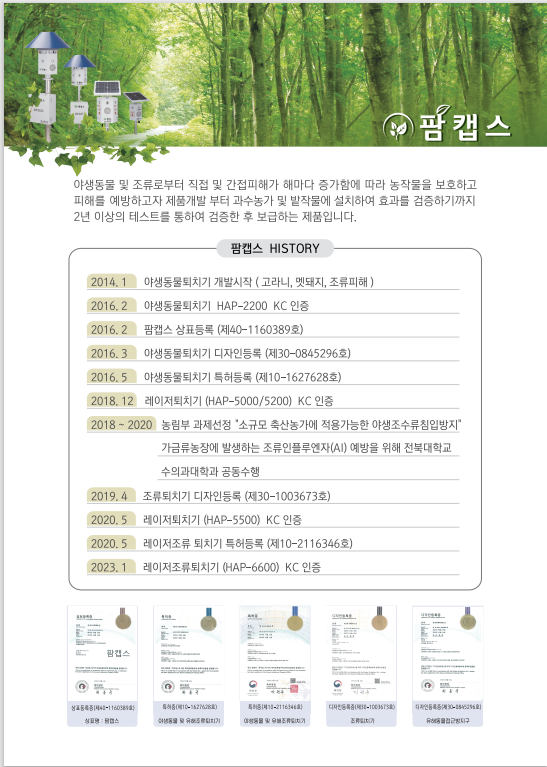 팜캡스
야생동물 및 조류로부터 직접 및 간접피해가 해마다 증가함에 따라 농작물을 보호하고
피해를 예방하고자 제품개발 부터 과수농가 및 밭작물에 설치하여 효과를 검증하기까지
2년 이상의 테스트를 통하여 검증한 후 보급하는 제품입니다.
팜캡스 HISTORY
2014. 1 야생동물퇴치기 개발시작 ( 고라니, 멧돼지, 조류피해 )
2016. 2 야생동물퇴치기 HAP-2200 KC 인증
2016. 2 팜캡스 상표등록 (제40-1160389호)
2016. 3 야생동물퇴치기 디자인등록 (제30-0845296호)
2016. 5 야생동물퇴치기 특허등록 (제10-1627628호)
2018. 12 레이저퇴치기 (HAP-5000/5200) KC 인증
2018 ~ 2020 농림부 과제선정 "소규모 축산농가에 적용가능한 야생조수류침입방지"
가금류농장에 발생하는 조류인플루엔자(AI) 예방을 위해 전북대학교
수의과대학과 공동수행
2019. 4 조류퇴치기 디자인등록 (제30-1003673호)
2020. 5 레이저퇴치기 (HAP-5500) KC 인증
2020. 5 레이저조류 퇴치기 특허등록 (제10-2116346호)
2023. 1 레이저조류퇴치기 (HAP-6600) KC 인증
상표등록증
특허증
특허증
디자인등록증
디자인등록증
팜캡스
상표등록증(제40-1160389호)
상표명 : 팜캡스
특허증(제10-1627628호)
야생동물 및 유해조류퇴치기
특허증(제10-2116346호)
야생동물 및 유해조류퇴치기
디자인등록증(제30-1003673호)
조류퇴치기
디자인등록증(제30-0845296호)
유해동물접근방지구